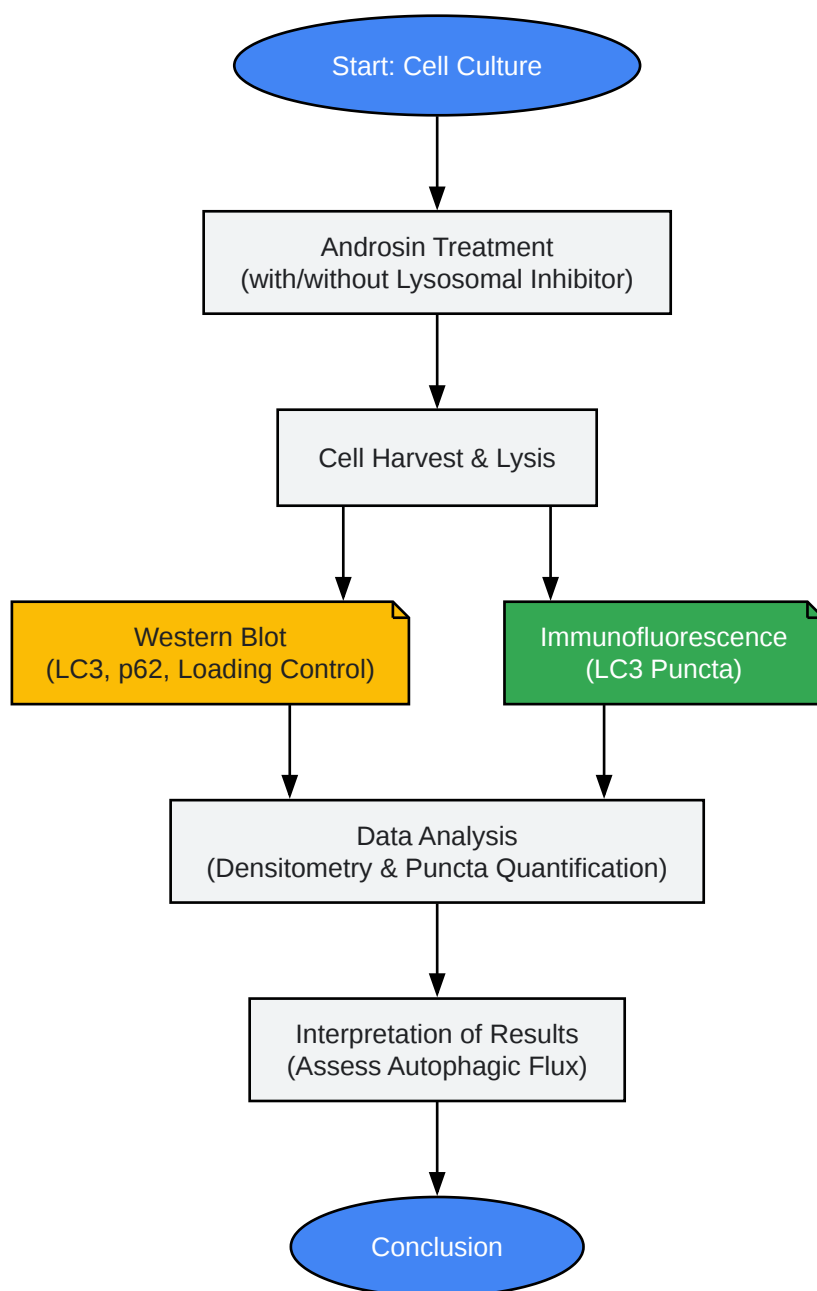 Start: Cell Culture
Androsin Treatment
(with/without Lysosomal Inhibitor)
Cell Harvest & Lysis
Western Blot
(LC3, p62, Loading Control)
Immunofluorescence
(LC3 Puncta)
Data Analysis
(Densitometry & Puncta Quantification)
Interpretation of Results
(Assess Autophagic Flux)
Conclusion